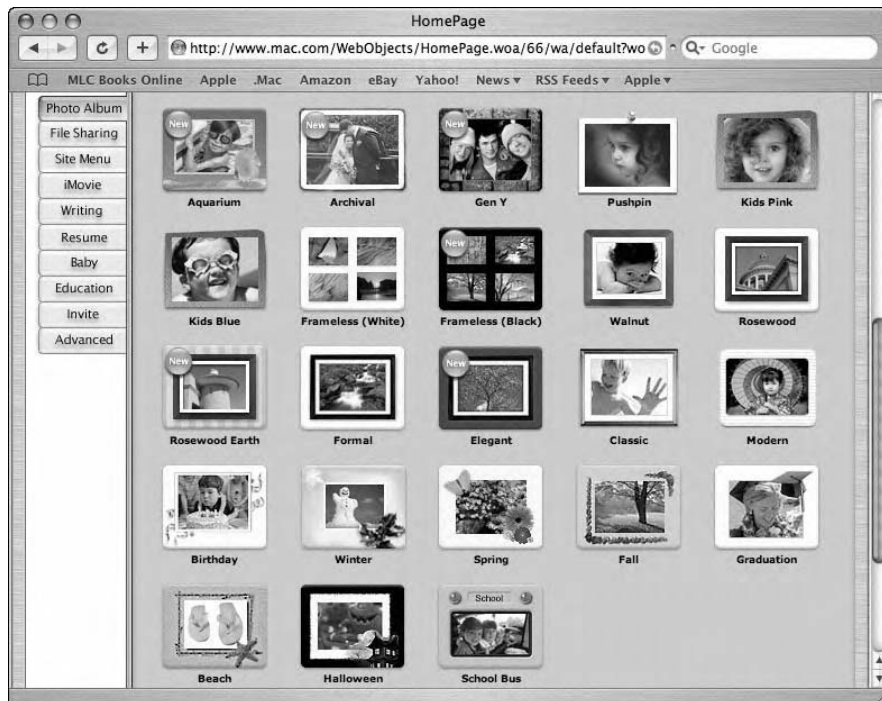 HomePage
http://www.mac.com/WebObjects/HomePage.woa/66/wa/default?wo
Google
MLC Books Online Apple .Mac Amazon eBay Yahoo! News RSS Feeds Apple
Photo Album
File Sharing
Site Menu
iMovie
Writing
Resume
Baby
Education
Invite
Advanced
New New New
Aquarium Archival Gen Y Pushpin Kids Pink
New
Kids Blue Frameless (White) Frameless (Black) Walnut Rosewood
New New
Rosewood Earth Formal Elegant Classic Modern
Birthday Winter Spring Fall Graduation
School
Beach Halloween School Bus